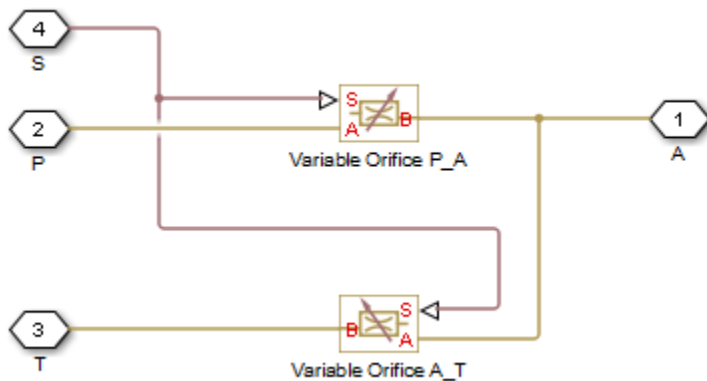 4
S
S
2
A
B
1
P
Variable Orifice P_A
A
S
3
B
A
T
Variable Orifice A_T